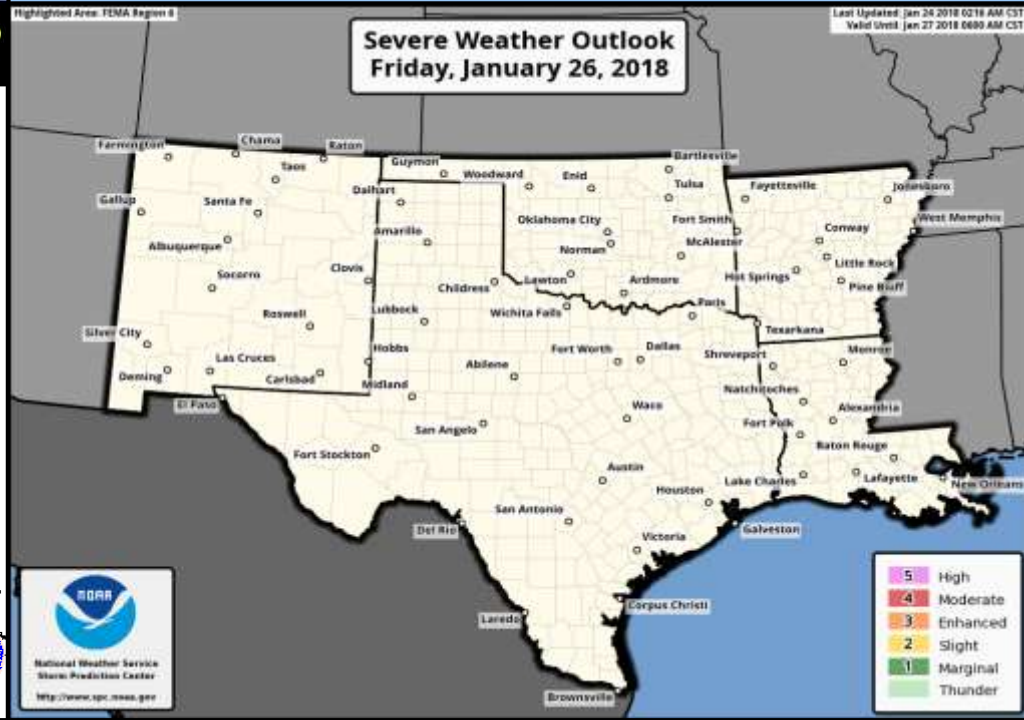 Highlighted Area: FEMA Region 6
Last Updated: Jan 24 2018 0216 AM CST
Valid Until: Jan 27 2018 0600 AM CST
Severe Weather Outlook
Friday, January 26, 2018
Farmington
Chama
Raton
Guymon
Bartlesville
Taos
Woodward
Enid
Tulsa
Fayetteville
Jonesboro
Gallup
Santa Fe
Dalhart
Oklahoma City
Fort Smith
West Memphis
Amarillo
Conway
Albuquerque
Norman
McAlester
Little Rock
Socorro
Clovis
Childress
Lawton
Ardmore
Hot Springs
Pine Bluff
Roswell
Lubbock
Wichita Falls
Paris
Texarkana
Silver City
Las Cruces
Hobbs
Fort Worth
Dallas
Shreveport
Monroe
Deming
Carlsbad
Midland
Abilene
Natchitoches
El Paso
San Angelo
Waco
Fort Polk
Alexandria
Fort Stockton
Baton Rouge
Austin
Houston
Lake Charles
Lafayette
New Orleans
Del Rio
San Antonio
Victoria
Galveston
Laredo
Corpus Christi
Brownsville
NOAA
National Weather Service
Storm Prediction Center
http://www.spc.noaa.gov
5 High
4 Moderate
3 Enhanced
2 Slight
1 Marginal
Thunder